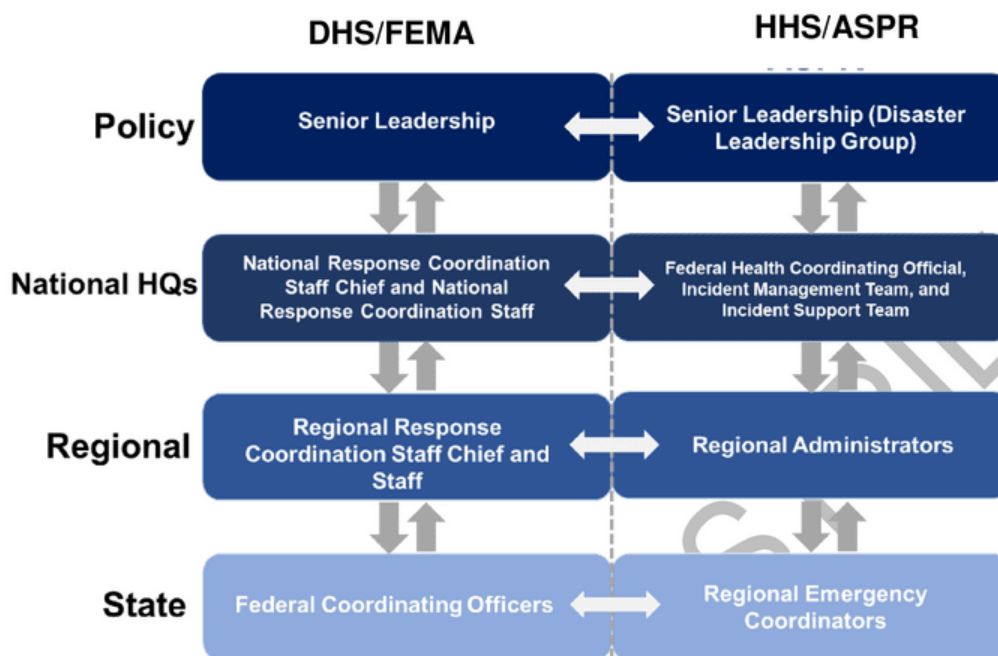 DHS/FEMA
HHS/ASPR
Policy
Senior Leadership
Senior Leadership (Disaster
Leadership Group)
National HQs
National Response Coordination
Staff Chief and National
Response Coordination Staff
Federal Health Coordinating Official,
Incident Management Team, and
Incident Support Team
Regional
Regional Response
Coordination Staff Chief and
Staff
Regional Administrators
State
Federal Coordinating Officers
Regional Emergency
Coordinators